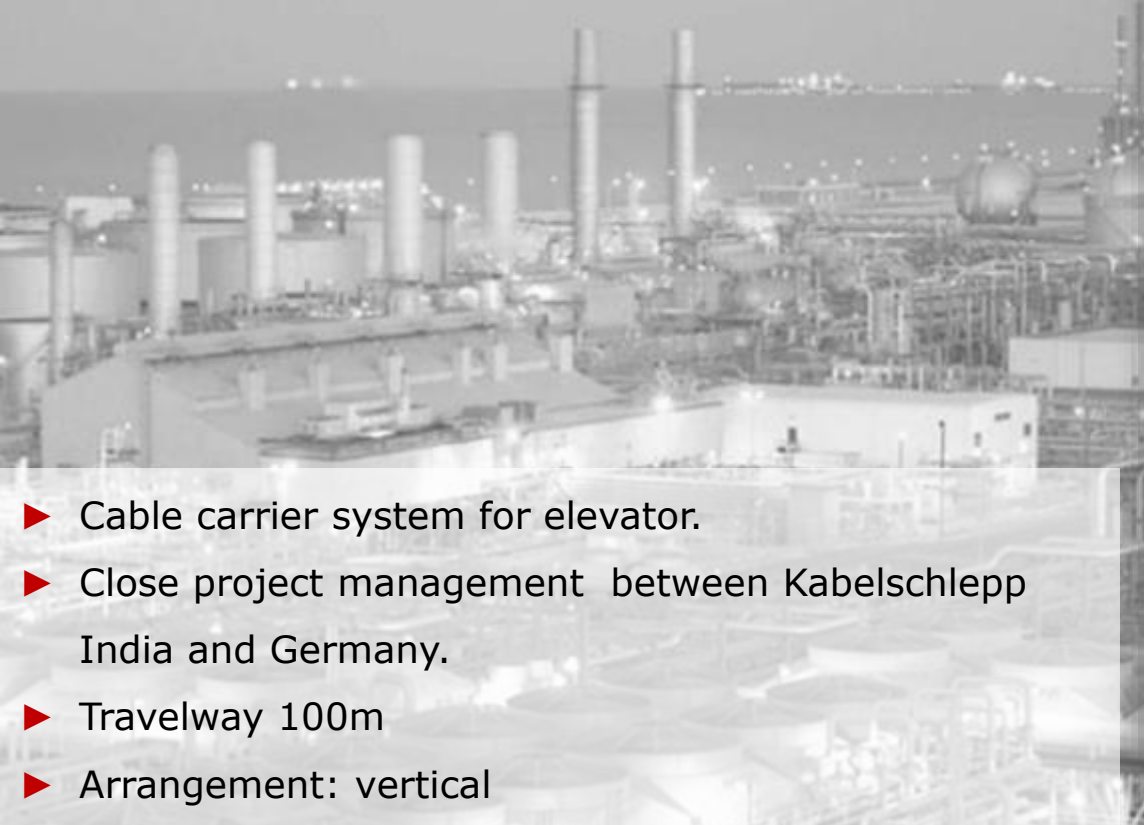 ► Cable carrier system for elevator.
► Close project management between Kabelschlepp
India and Germany.
► Travelway 100m
► Arrangement: vertical